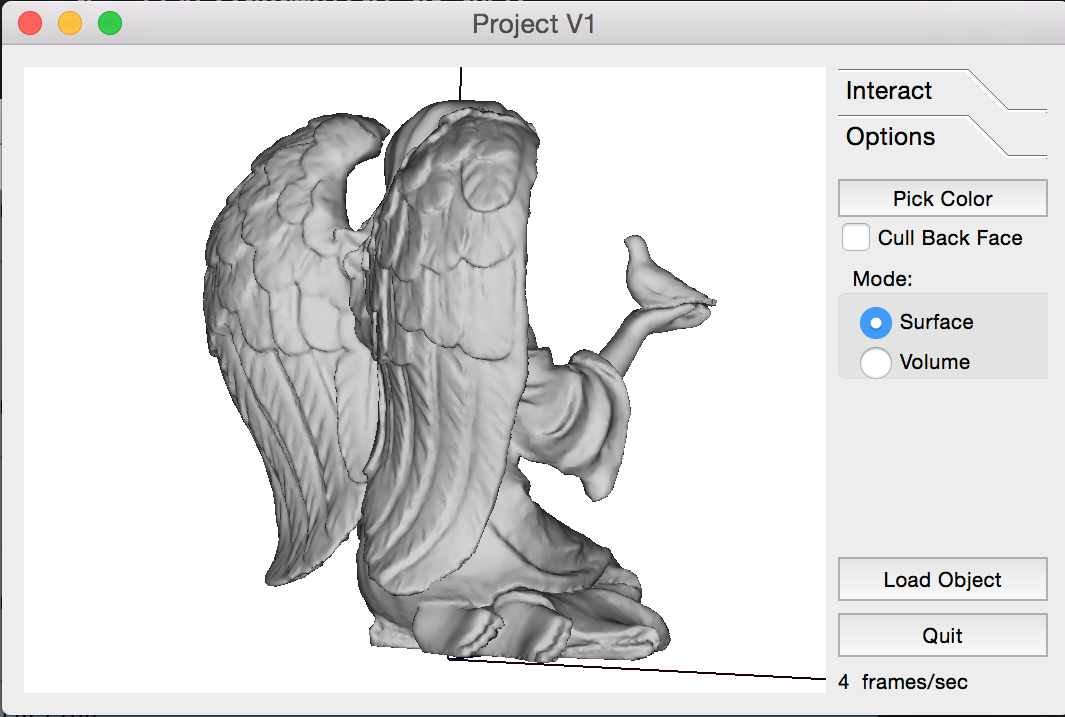 Project V1
Interact
Options
Pick Color
Cull Back Face
Mode:
Surface
Volume
Load Object
Quit
4 frames/sec